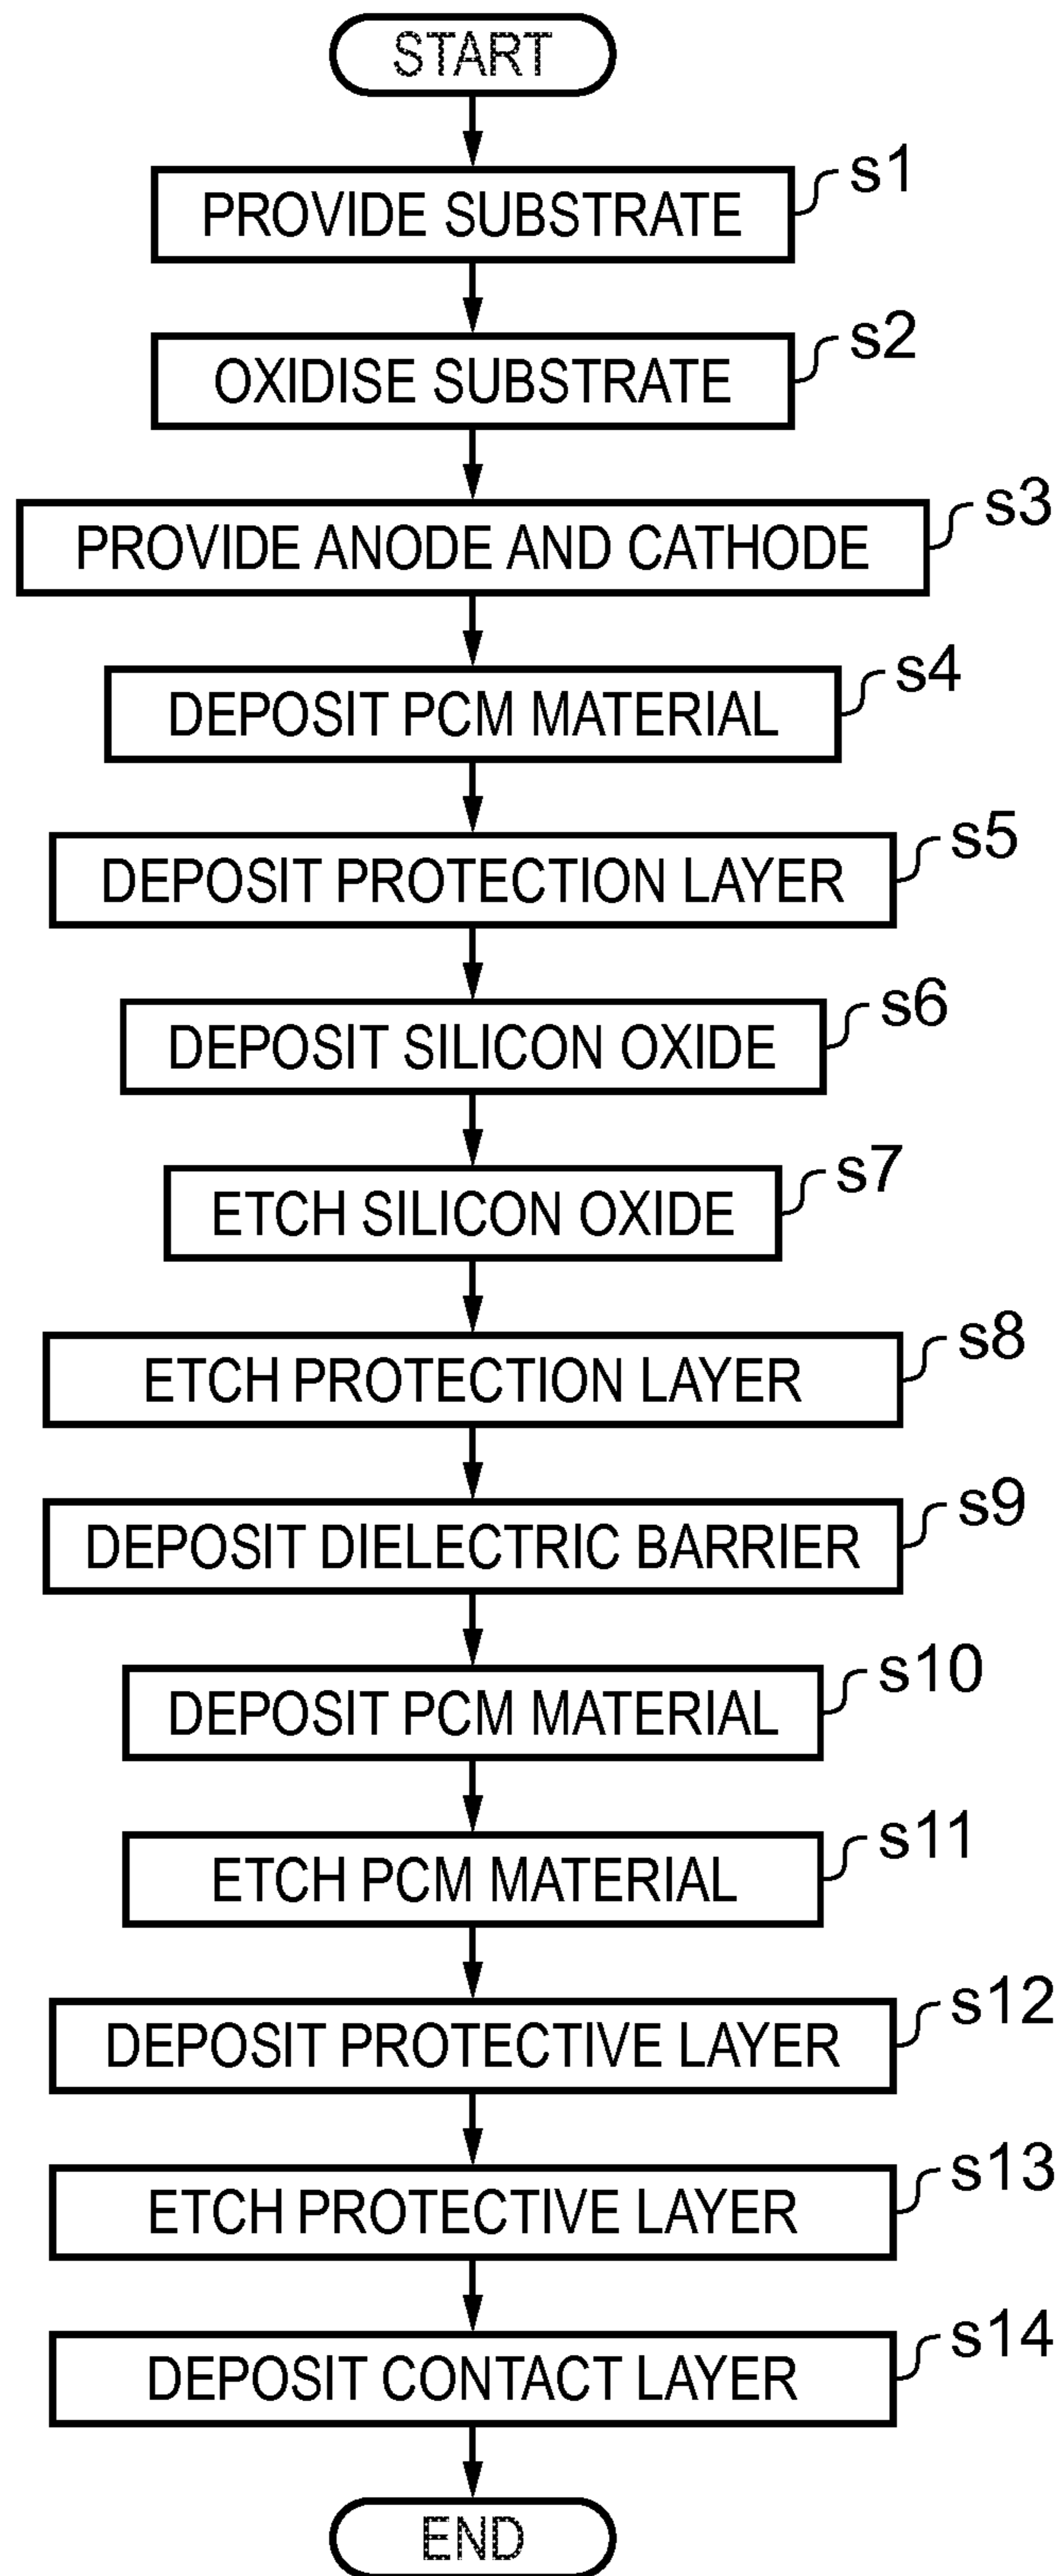 START
PROVIDE SUBSTRATE s1
OXIDISE SUBSTRATE s2
PROVIDE ANODE AND CATHODE s3
DEPOSIT PCM MATERIAL s4
DEPOSIT PROTECTION LAYER s5
DEPOSIT SILICON OXIDE s6
ETCH SILICON OXIDE s7
ETCH PROTECTION LAYER s8
DEPOSIT DIELECTRIC BARRIER s9
DEPOSIT PCM MATERIAL s10
ETCH PCM MATERIAL s11
DEPOSIT PROTECTIVE LAYER s12
ETCH PROTECTIVE LAYER s13
DEPOSIT CONTACT LAYER s14
END